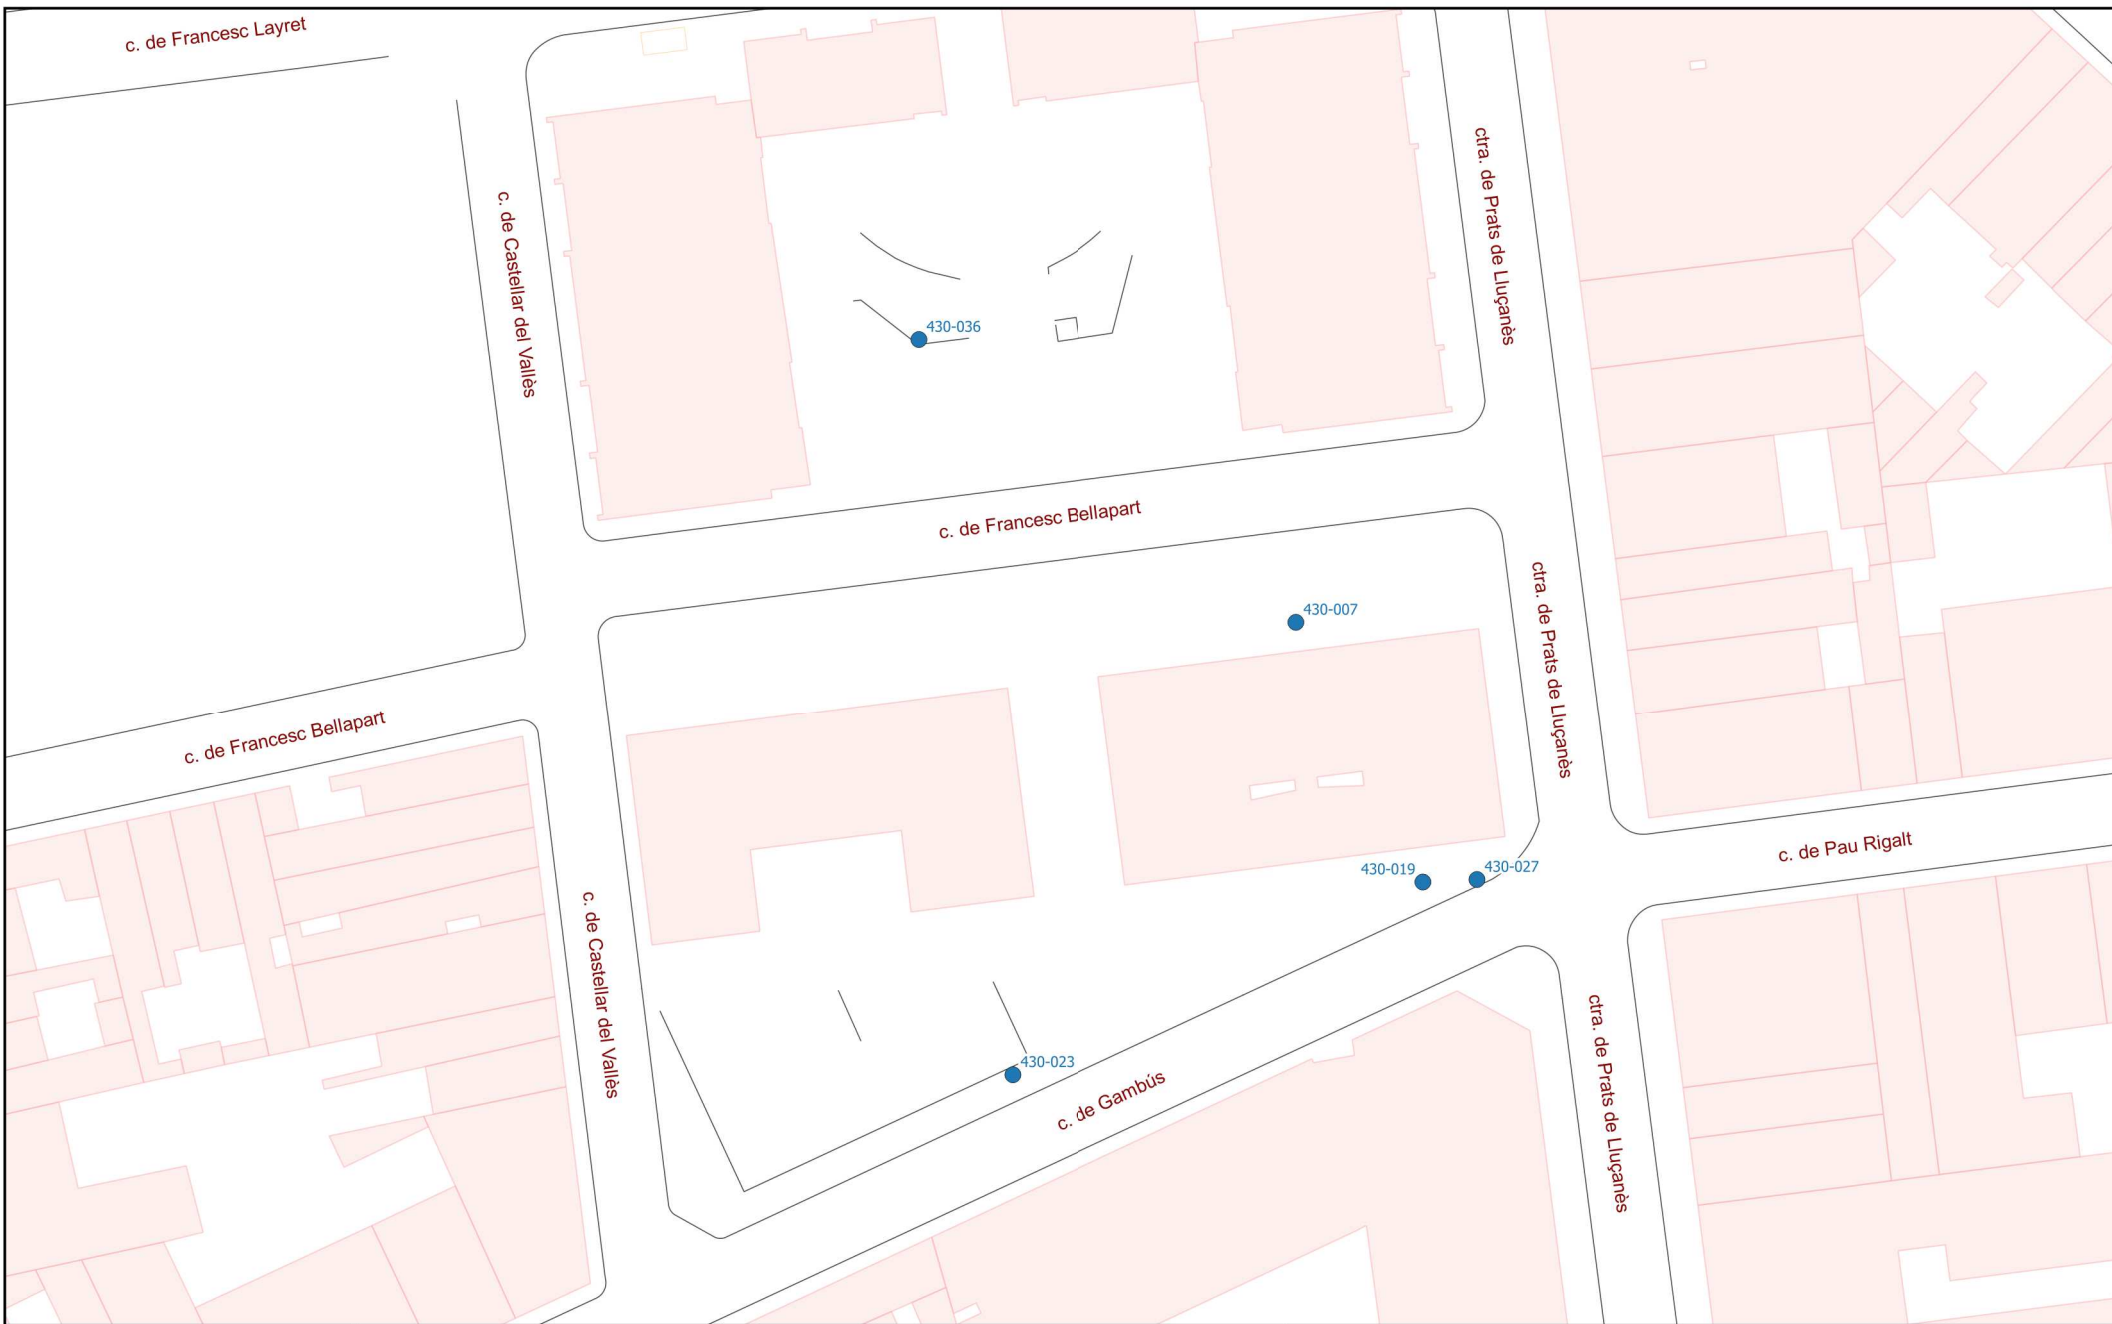 c. de Francesc Layret
c. de Castellar del Vallès
ctra. de Prats de Lluçanès
430-036
c. de Francesc Bellapart
430-007
ctra. de Prats de Lluçanès
c. de Francesc Bellapart
c. de Pau Rigalt
430-019
430-027
c. de Castellar del Vallès
430-023
c. de Gambús
ctra. de Prats de Lluçanès